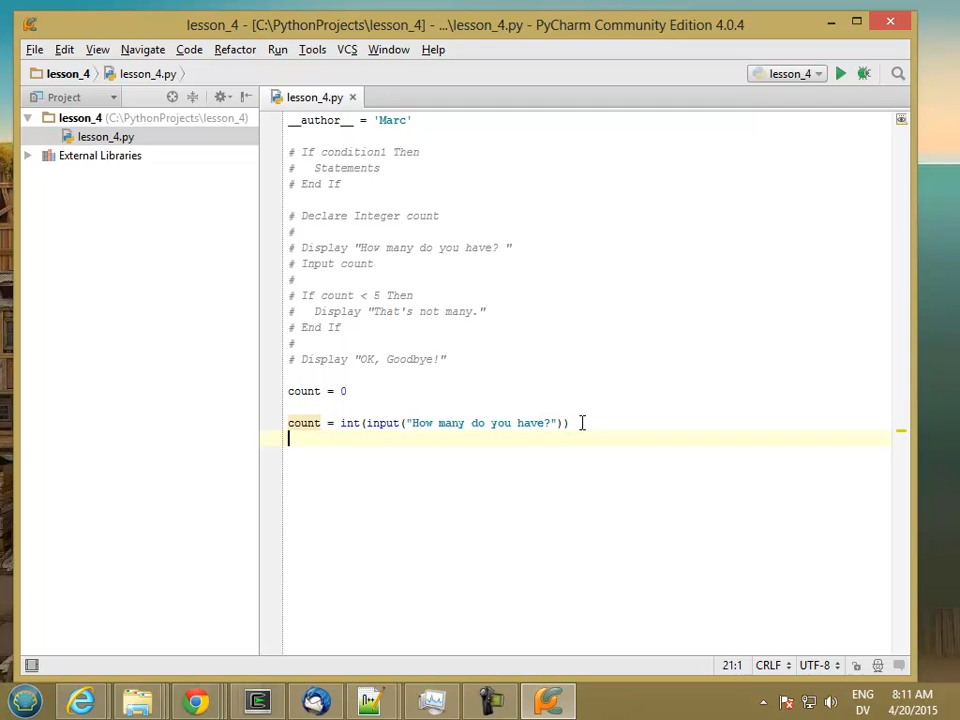 lesson_4 - [C:\PythonProjects\lesson_4] - ...\lesson_4.py - PyCharm Community Edition 4.0.4
File Edit View Navigate Code Refactor Run Tools VCS Window Help
lesson_4 lesson_4.py lesson_4
Project lesson_4.py
lesson_4 (C:\PythonProjects\lesson_4)
lesson_4.py
External Libraries
__author__ = 'Marc'
# If condition1 Then
#   Statements
# End If
# Declare Integer count
#
# Display "How many do you have? "
# Input count
#
# If count < 5 Then
#   Display "That's not many."
# End If
#
# Display "OK, Goodbye!"
count = 0
count = int(input("How many do you have?"))
21:1 CRLF UTF-8
ENG 8:11 AM
DV 4/20/2015